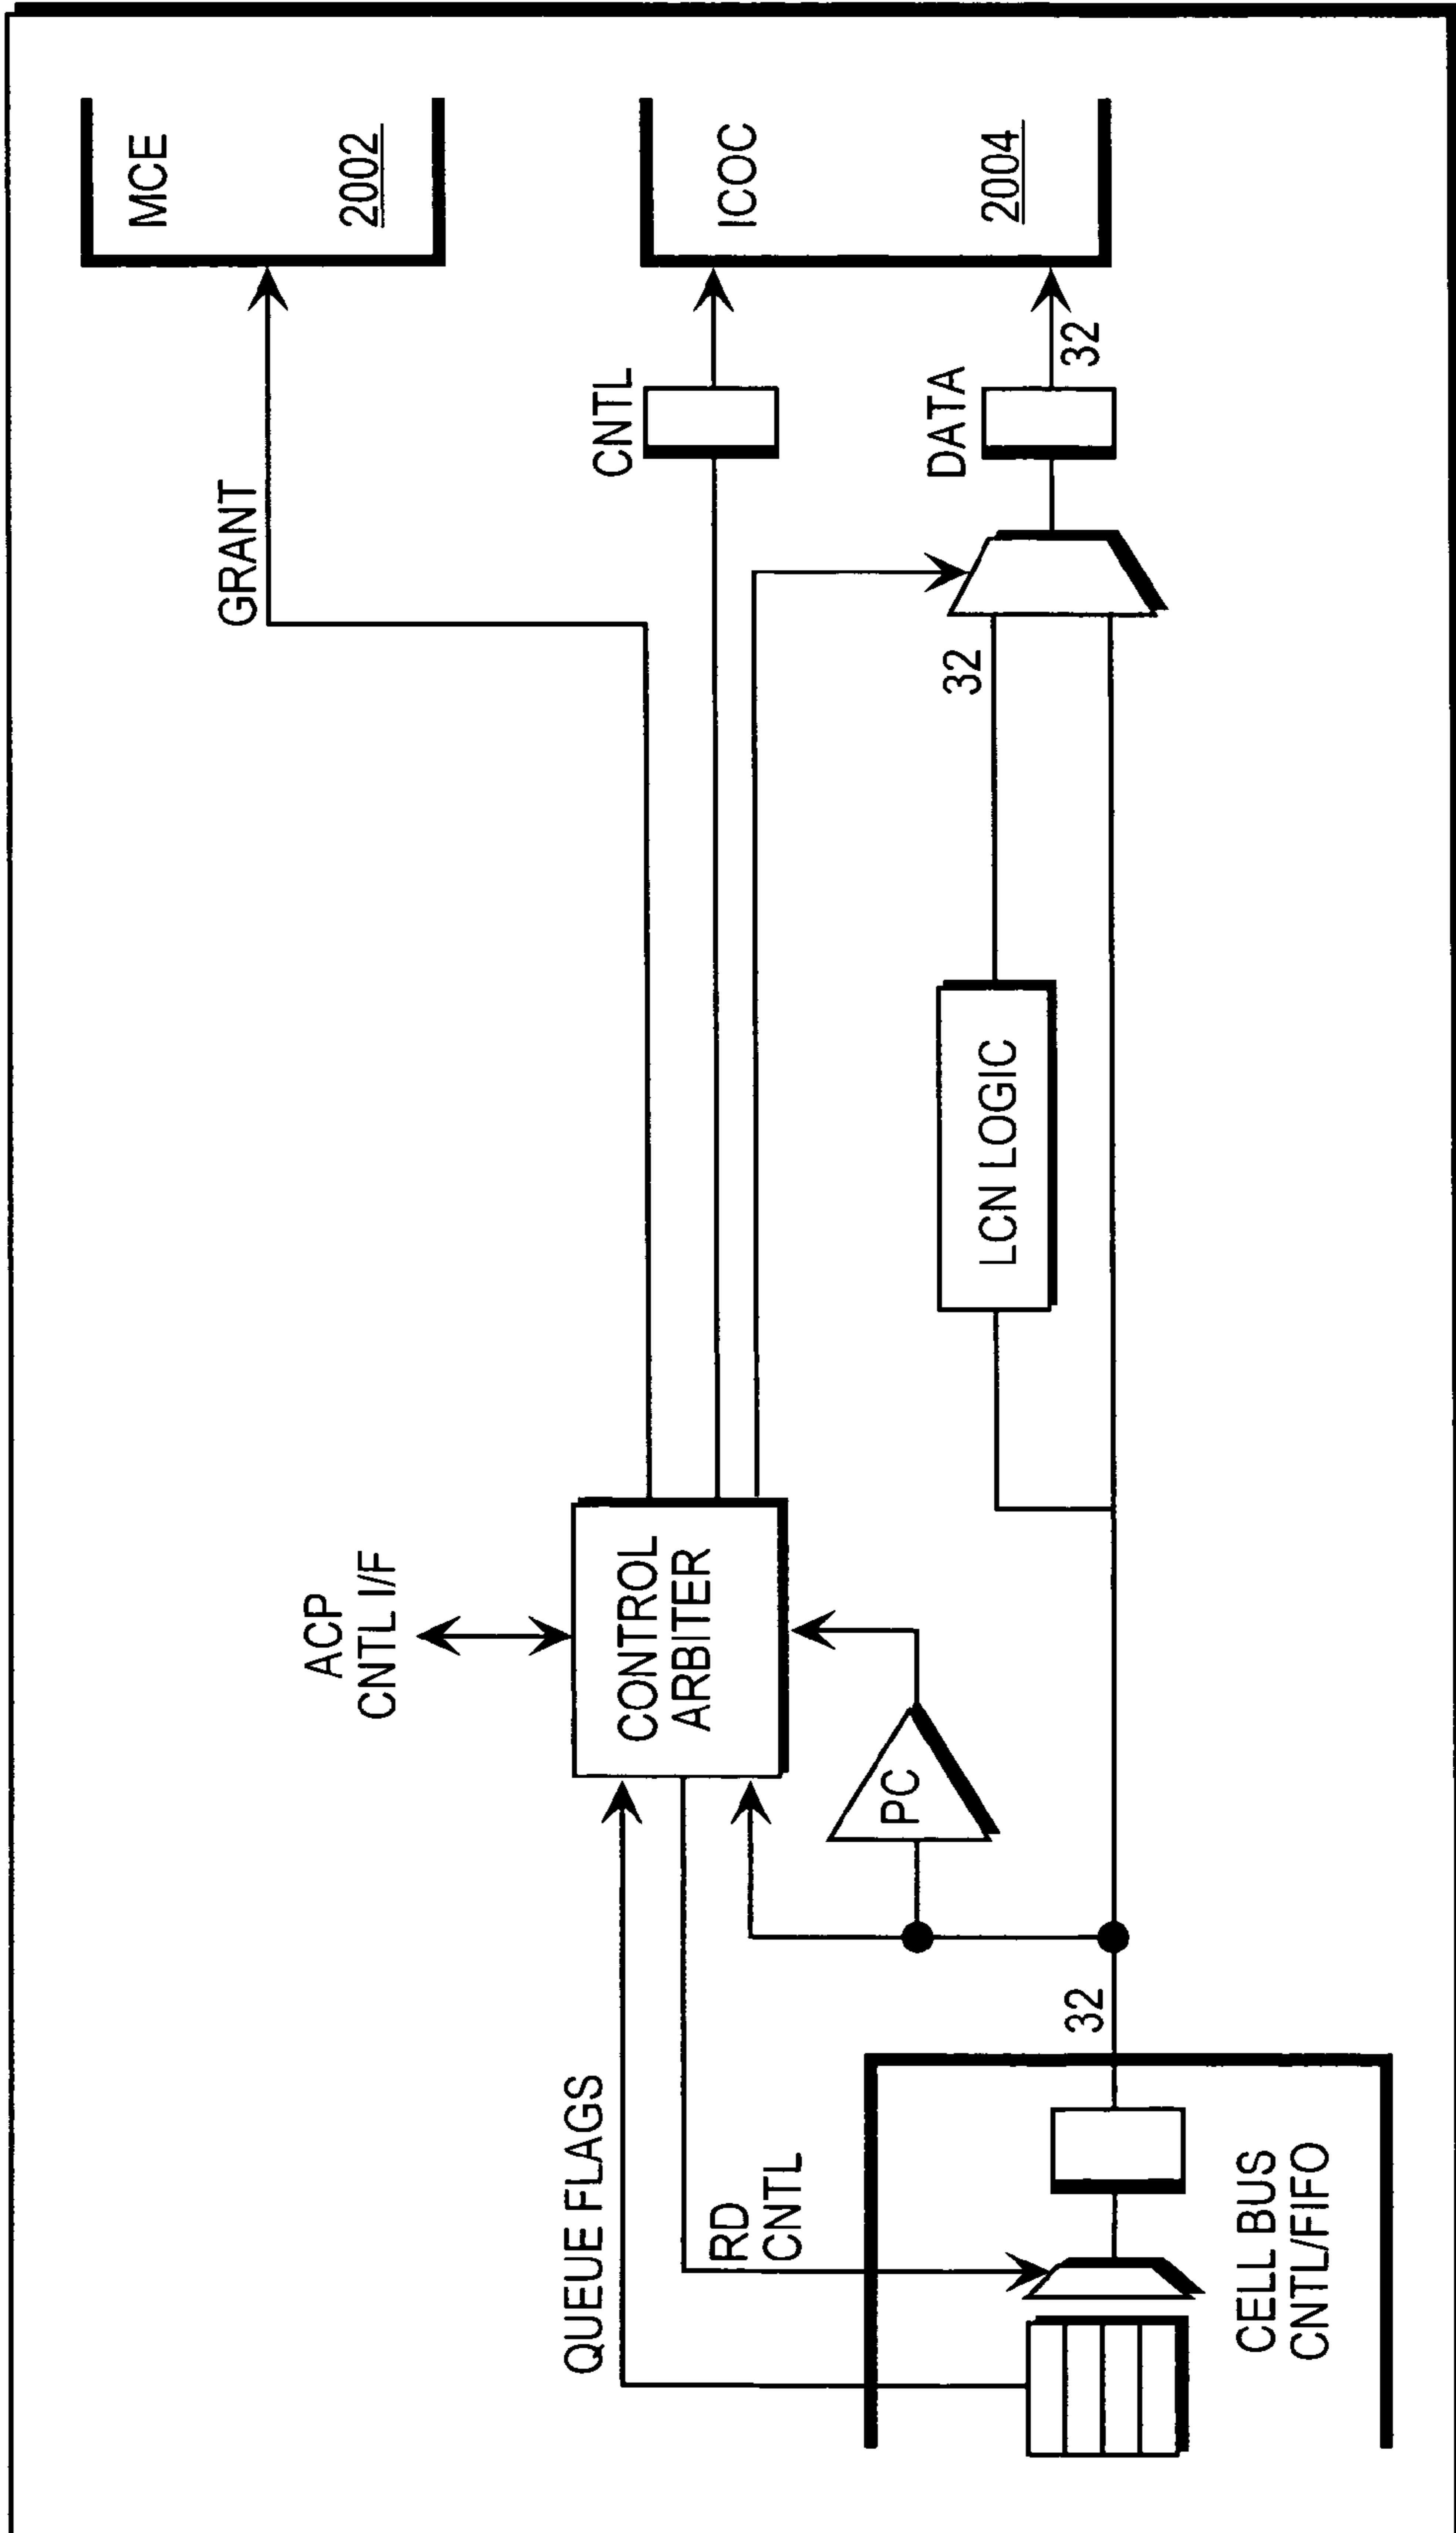 MCE
2002
GRANT
ICOC
2004
CNTL
DATA
32
32
ACP
CNTL I/F
CONTROL
ARBITER
LCN LOGIC
PC
QUEUE FLAGS
RD
CNTL
32
CELL BUS
CNTL/FIFO